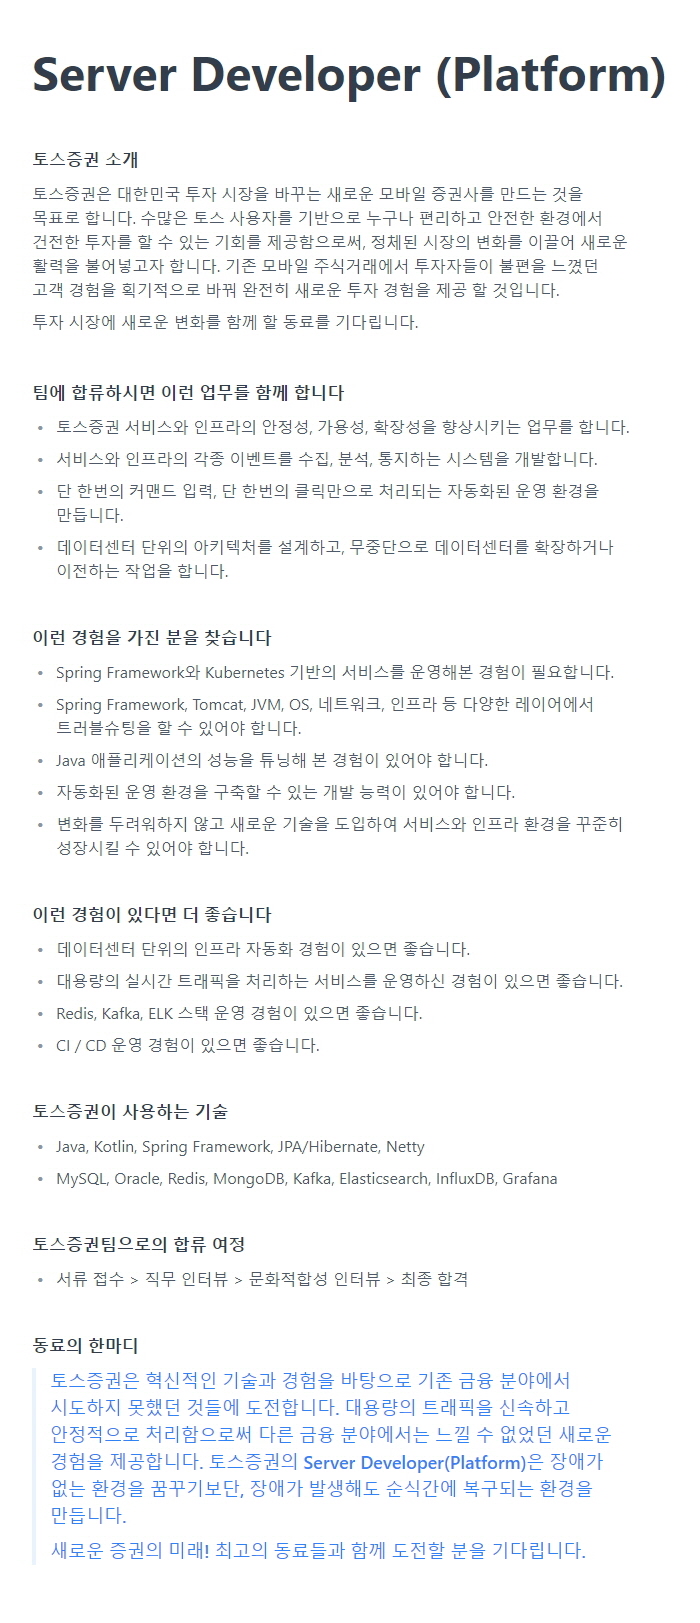 Server Developer (Platform)
토스증권 소개
토스증권은 대한민국 투자 시장을 바꾸는 새로운 모바일 증권사를 만드는 것을
목표로 합니다. 수많은 토스 사용자를 기반으로 누구나 편리하고 안전한 환경에서
건전한 투자를 할 수 있는 기회를 제공함으로써, 정체된 시장의 변화를 이끌어 새로운
활력을 불어넣고자 합니다. 기존 모바일 주식거래에서 투자자들이 불편을 느꼈던
고객 경험을 획기적으로 바꿔 완전히 새로운 투자 경험을 제공 할 것입니다.
투자 시장에 새로운 변화를 함께 할 동료를 기다립니다.
팀에 합류하시면 이런 업무를 함께 합니다
• 토스증권 서비스와 인프라의 안정성, 가용성, 확장성을 향상시키는 업무를 합니다.
• 서비스와 인프라의 각종 이벤트를 수집, 분석, 통지하는 시스템을 개발합니다.
• 단 한번의 커맨드 입력, 단 한번의 클릭만으로 처리되는 자동화된 운영 환경을
만듭니다.
• 데이터센터 단위의 아키텍처를 설계하고, 무중단으로 데이터센터를 확장하거나
이전하는 작업을 합니다.
이런 경험을 가진 분을 찾습니다
• Spring Framework와 Kubernetes 기반의 서비스를 운영해본 경험이 필요합니다.
• Spring Framework, Tomcat, JVM, OS, 네트워크, 인프라 등 다양한 레이어에서
트러블슈팅을 할 수 있어야 합니다.
• Java 애플리케이션의 성능을 튜닝해 본 경험이 있어야 합니다.
• 자동화된 운영 환경을 구축할 수 있는 개발 능력이 있어야 합니다.
• 변화를 두려워하지 않고 새로운 기술을 도입하여 서비스와 인프라 환경을 꾸준히
성장시킬 수 있어야 합니다.
이런 경험이 있다면 더 좋습니다
• 데이터센터 단위의 인프라 자동화 경험이 있으면 좋습니다.
• 대용량의 실시간 트래픽을 처리하는 서비스를 운영하신 경험이 있으면 좋습니다.
• Redis, Kafka, ELK 스택 운영 경험이 있으면 좋습니다.
• CI / CD 운영 경험이 있으면 좋습니다.
토스증권이 사용하는 기술
• Java, Kotlin, Spring Framework, JPA/Hibernate, Netty
• MySQL, Oracle, Redis, MongoDB, Kafka, Elasticsearch, InfluxDB, Grafana
토스증권팀으로의 합류 여정
• 서류 접수 > 직무 인터뷰 > 문화적합성 인터뷰 > 최종 합격
동료의 한마디
토스증권은 혁신적인 기술과 경험을 바탕으로 기존 금융 분야에서
시도하지 못했던 것들에 도전합니다. 대용량의 트래픽을 신속하고
안정적으로 처리함으로써 다른 금융 분야에서는 느낄 수 없었던 새로운
경험을 제공합니다. 토스증권의 Server Developer(Platform)은 장애가
없는 환경을 꿈꾸기보단, 장애가 발생해도 순식간에 복구되는 환경을
만듭니다.
새로운 증권의 미래! 최고의 동료들과 함께 도전할 분을 기다립니다.